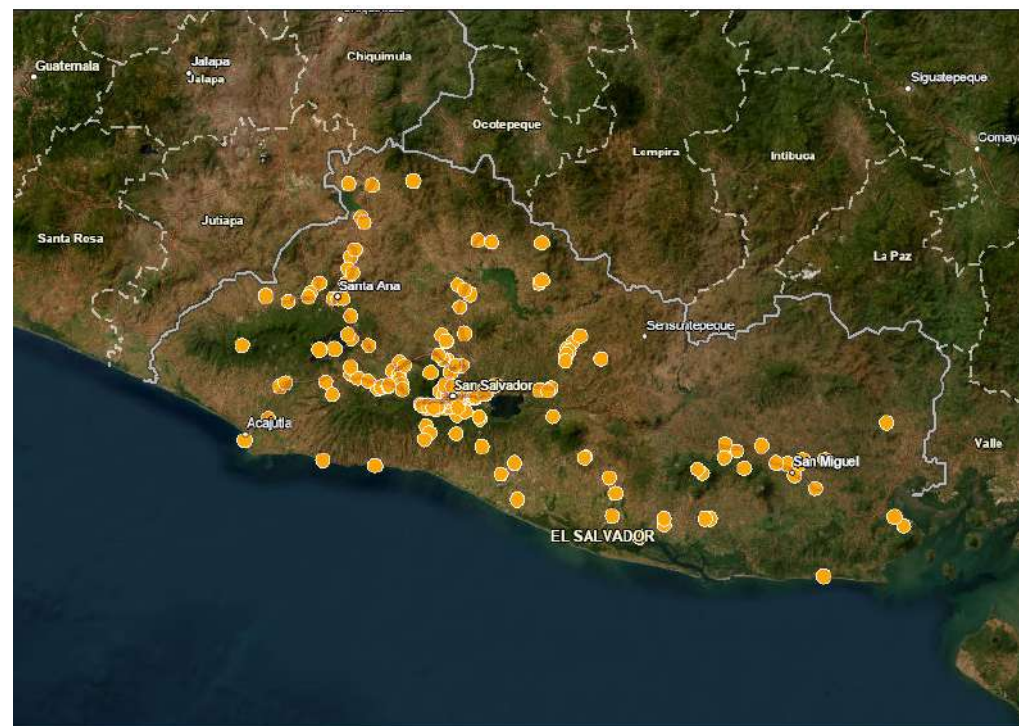 Guatemala
Jalapa
Jalapa
Chiquimula
Siguatepeque
Ocotepeque
Comaya
Lempira
Intibuca
Jutiapa
Santa Rosa
La Paz
Santa Ana
Sensuntepeque
San Salvador
Acajutla
Valle
San Miguel
EL SALVADOR